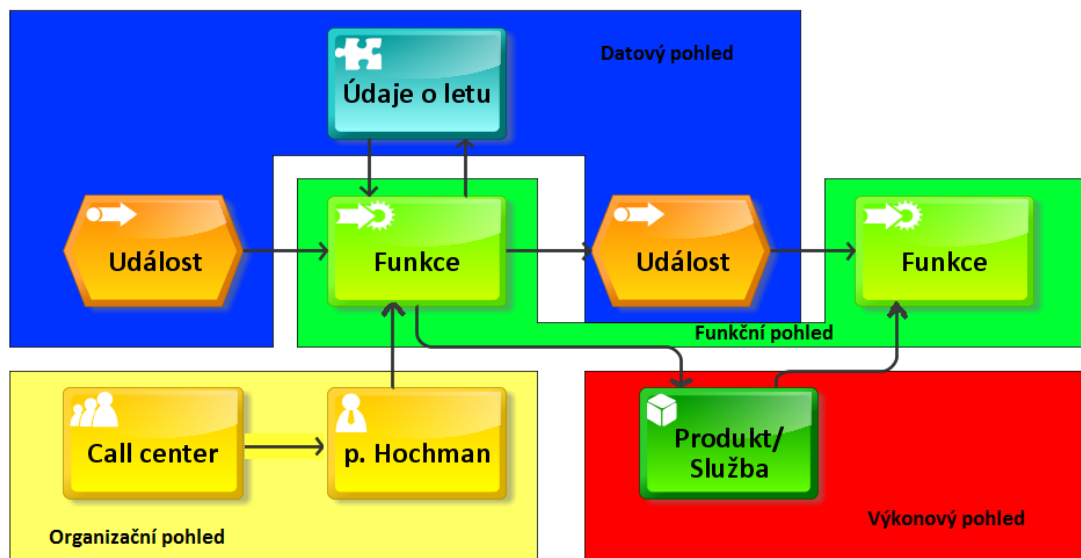 Datový pohled
Údaje o letu
Událost
Funkce
Událost
Funkce
Funkční pohled
Call center
p. Hochman
Produkt/
Služba
Organizační pohled
Výkonový pohled